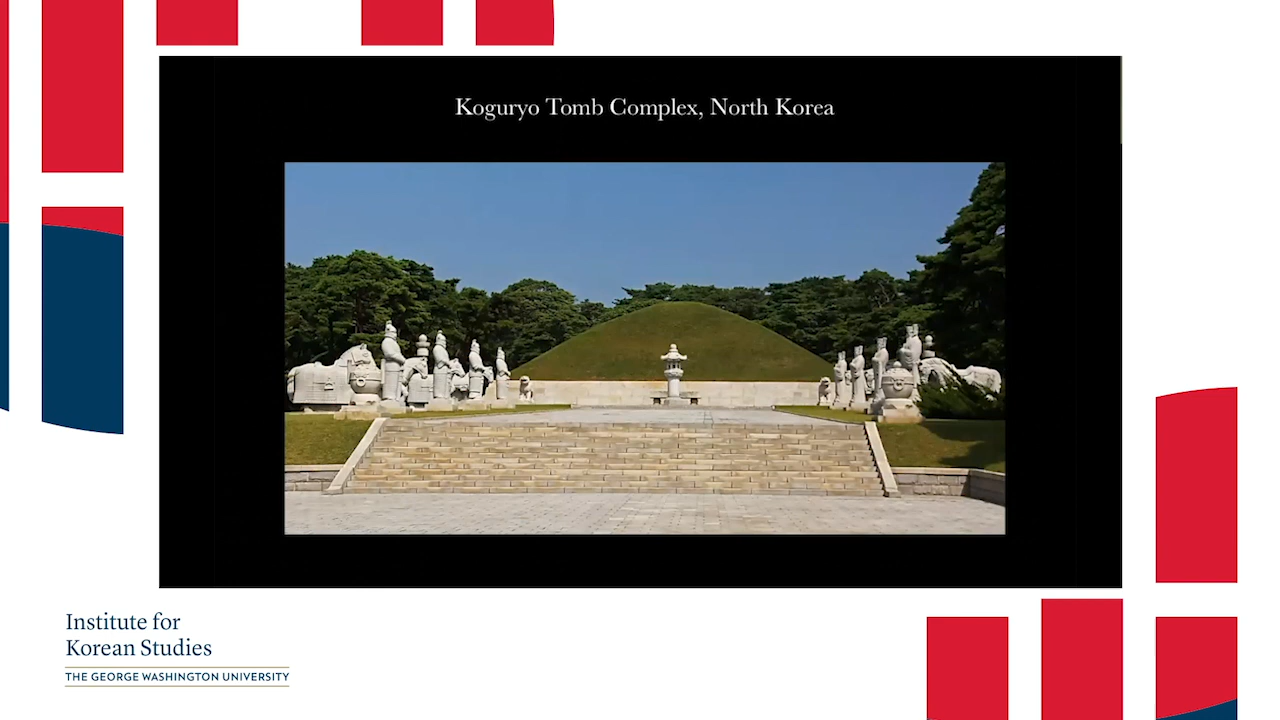 Koguryo Tomb Complex, North Korea
Institute for
Korean Studies
THE GEORGE WASHINGTON UNIVERSITY